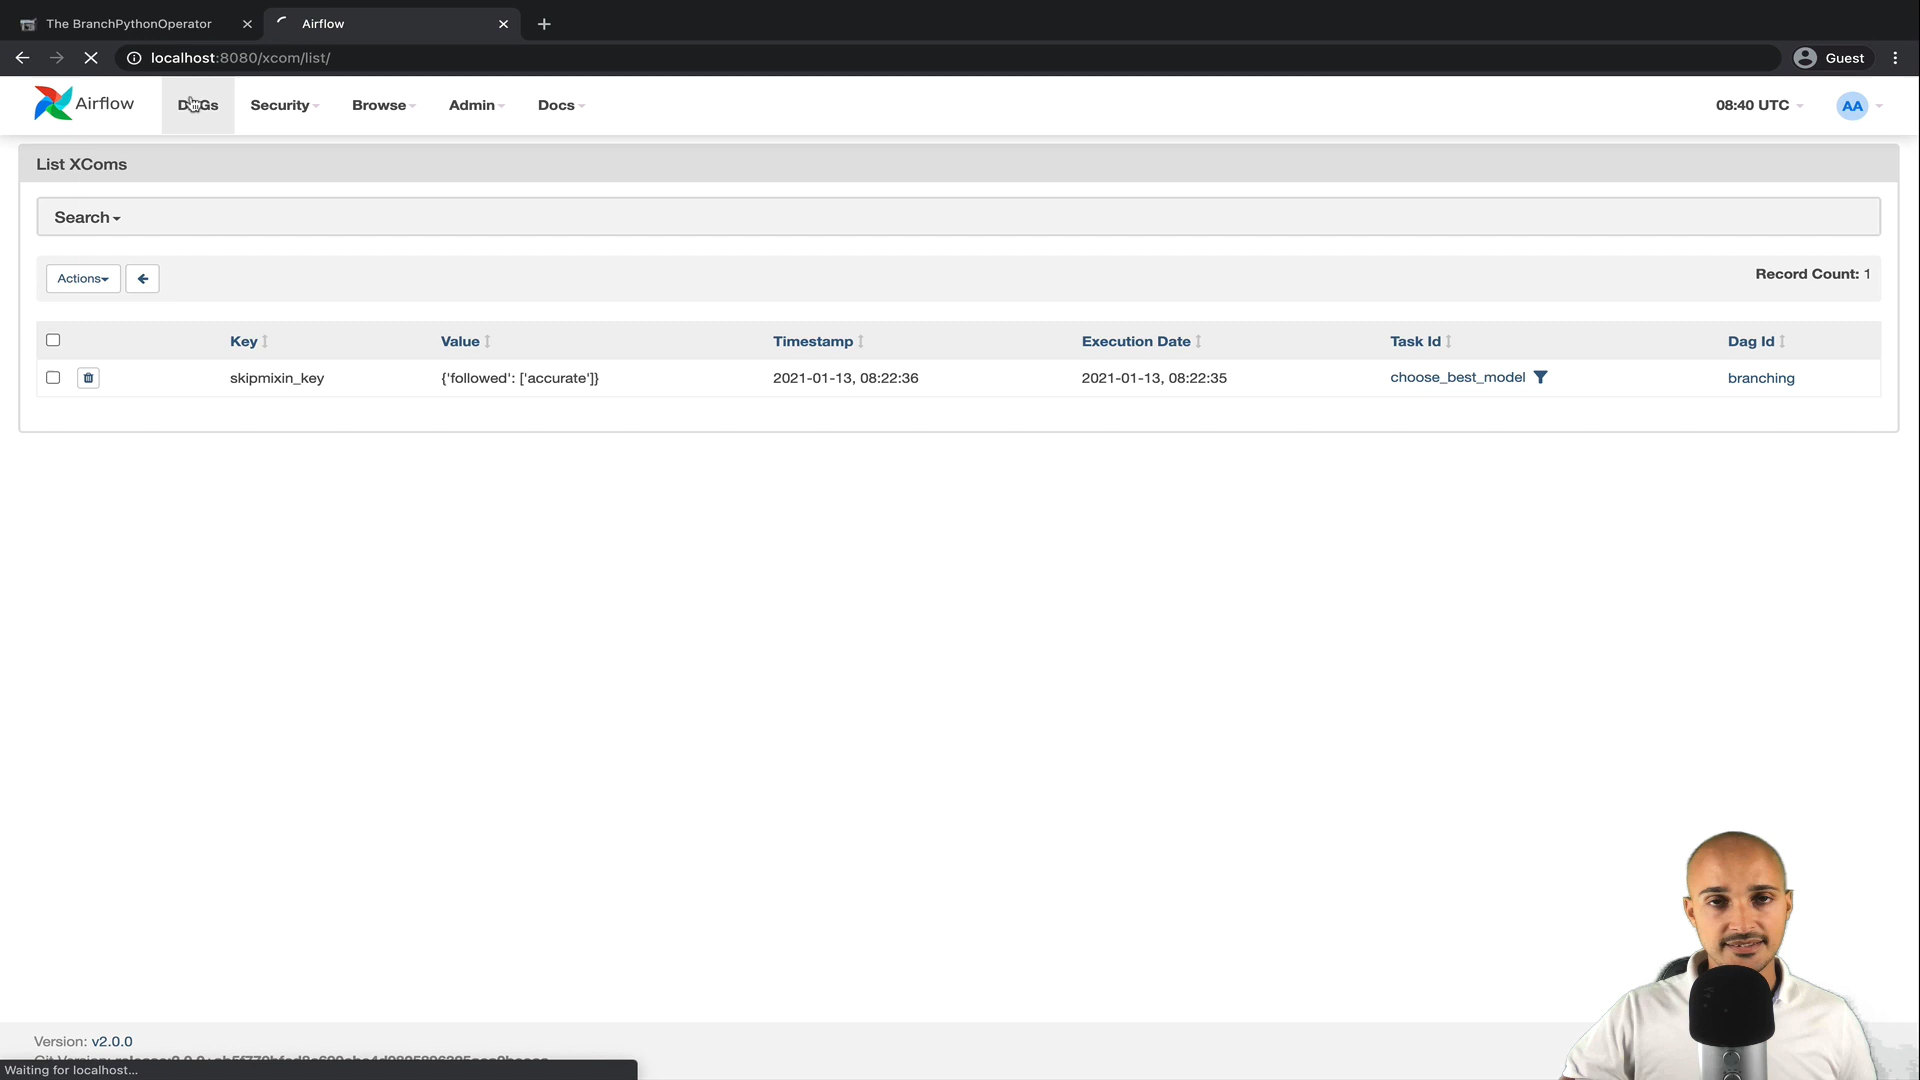 The BranchPythonOperator
Airflow
localhost:8080/xcom/list/
Guest
Airflow
DAGs Security Browse Admin Docs 08:40 UTC AA
List XComs
Search
Actions
Record Count: 1
Key Value Timestamp Execution Date Task Id Dag Id
skipmixin_key {'followed': ['accurate']} 2021-01-13, 08:22:36 2021-01-13, 08:22:35 choose_best_model branching
Version: v2.0.0
Waiting for localhost...